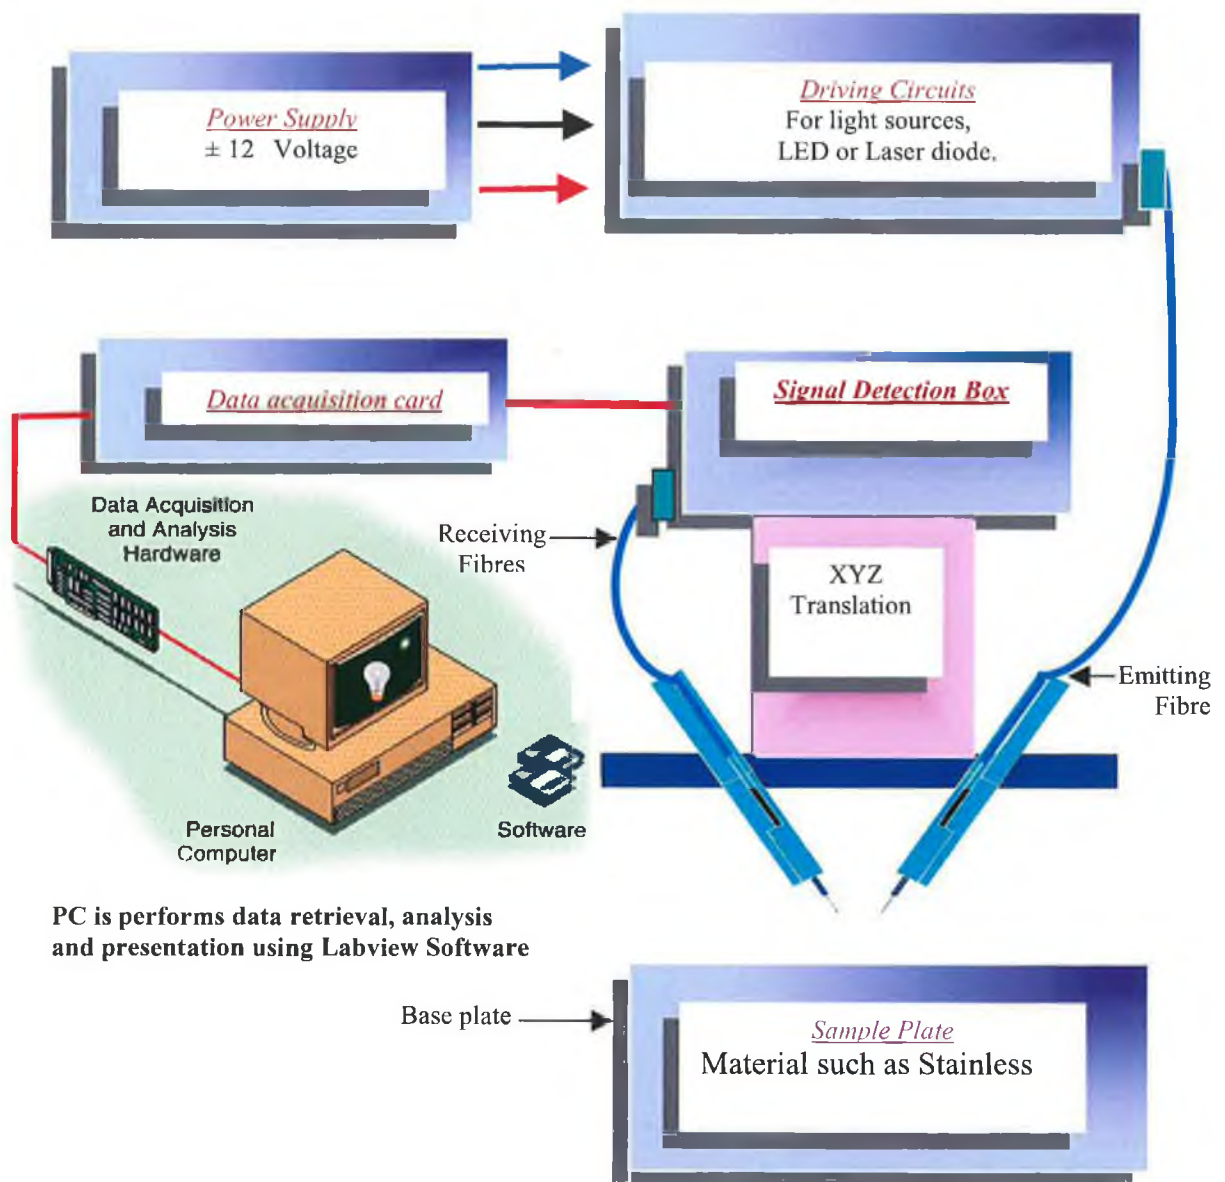 Power Supply
± 12 Voltage
Driving Circuits
For light sources,
LED or Laser diode.
Data acquisition card
Signal Detection Box
Data Acquisition
and Analysis
Hardware
Receiving
Fibres
XYZ
Translation
Emitting
Fibre
Personal
Computer
Software
PC is performs data retrieval, analysis
and presentation using Labview Software
Base plate
Sample Plate
Material such as Stainless